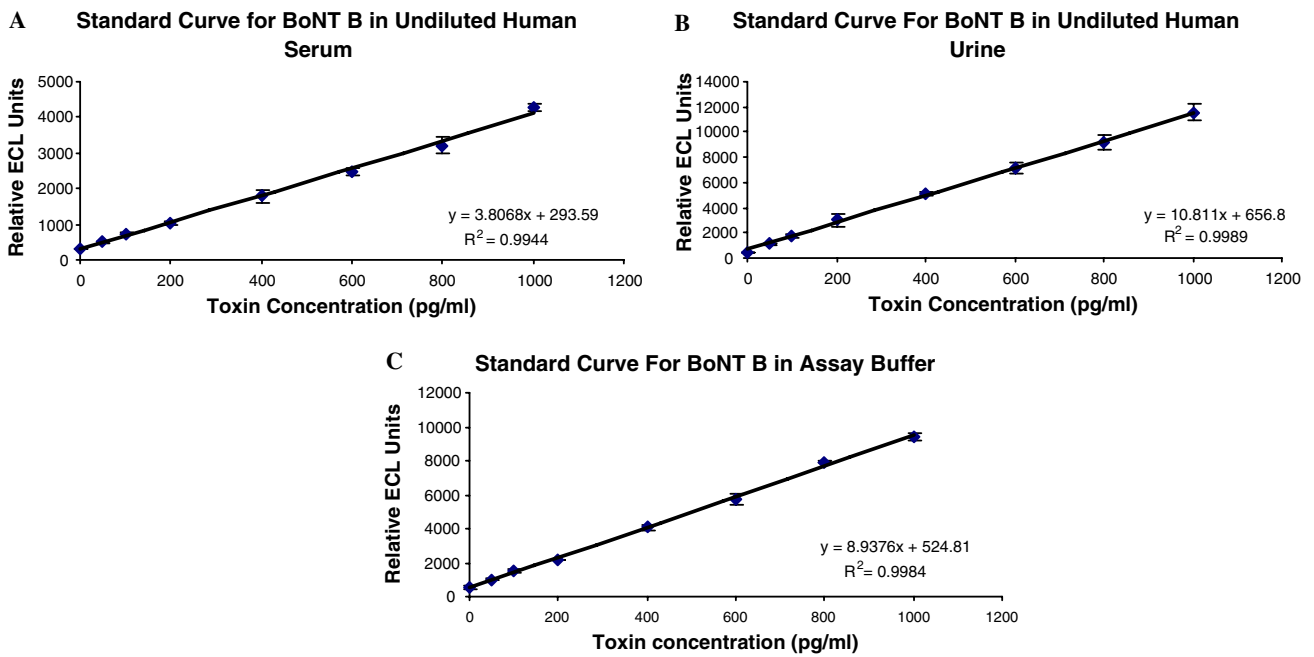 A
Standard Curve for BoNT B in Undiluted Human
Serum
Relative ECL Units
5000
4000
3000
2000
1000
0
y = 3.8068x + 293.59
R² = 0.9944
0 200 400 600 800 1000 1200
Toxin Concentration (pg/ml)
B
Standard Curve For BoNT B in Undiluted Human
Urine
Relative ECL Units
14000
12000
10000
8000
6000
4000
2000
0
y = 10.811x + 656.8
R² = 0.9989
0 200 400 600 800 1000 1200
Toxin Concentration (pg/ml)
C
Standard Curve For BoNT B in Assay Buffer
Relative ECL Units
12000
10000
8000
6000
4000
2000
0
y = 8.9376x + 524.81
R² = 0.9984
0 200 400 600 800 1000 1200
Toxin concentration (pg/ml)